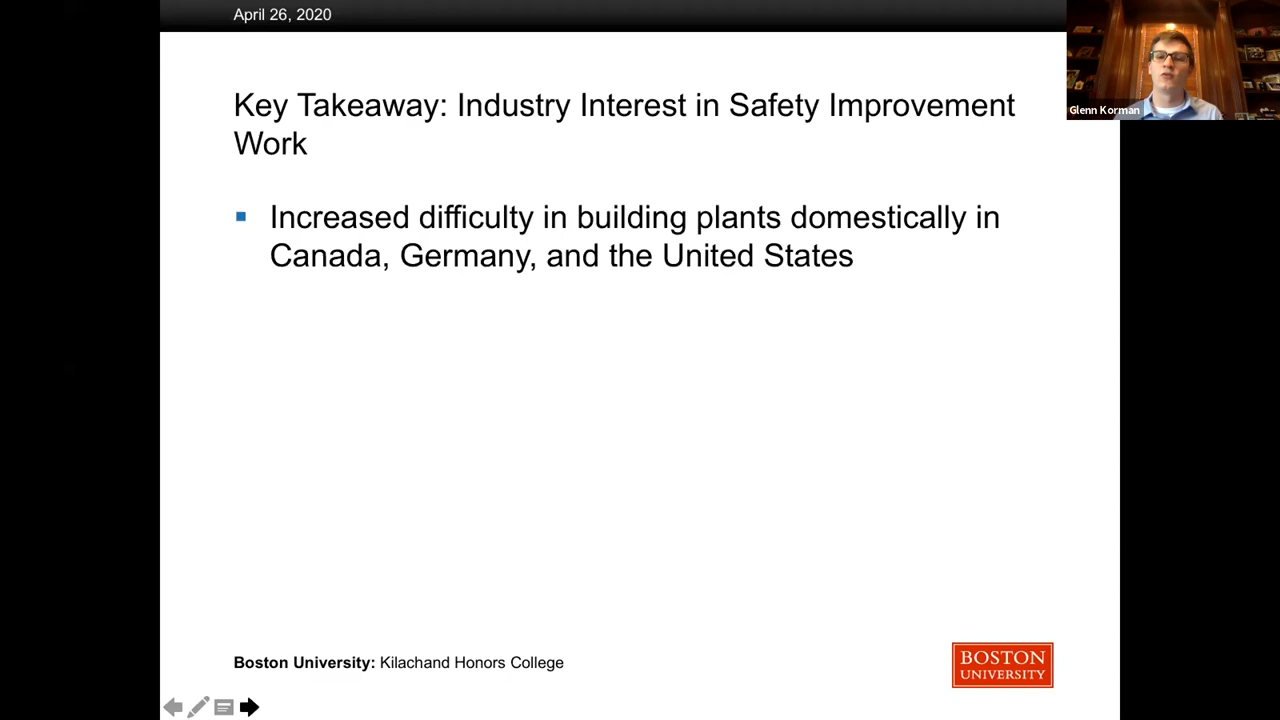 April 26, 2020
Glenn Korman
Key Takeaway: Industry Interest in Safety Improvement
Work
▪ Increased difficulty in building plants domestically in
Canada, Germany, and the United States
Boston University: Kilachand Honors College
BOSTON
UNIVERSITY